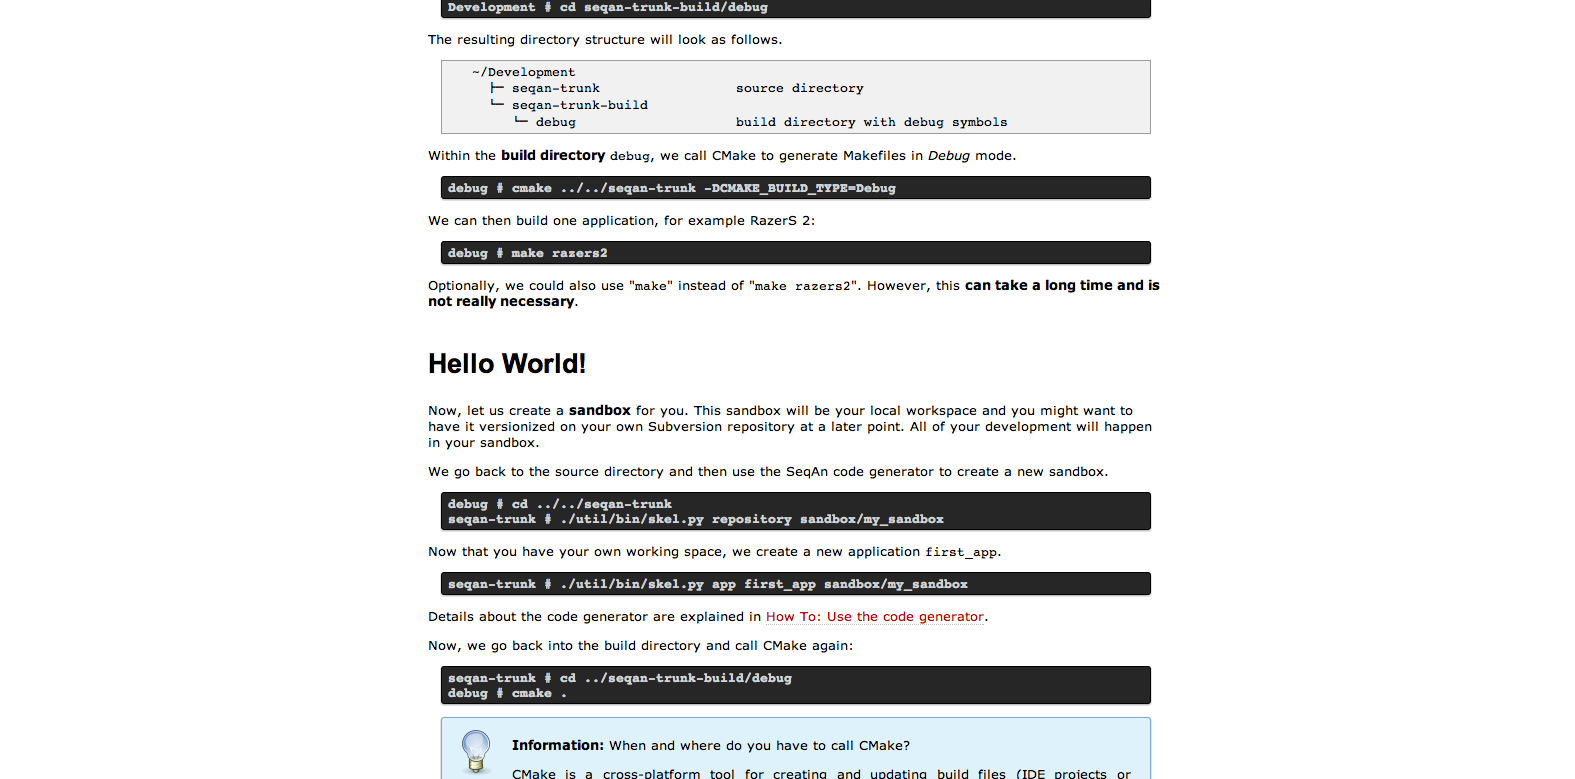 Development # cd seqan-trunk-build/debug
The resulting directory structure will look as follows.
~/Development
├─ seqan-trunk                 source directory
└─ seqan-trunk-build
└─ debug                    build directory with debug symbols
Within the build directory debug, we call CMake to generate Makefiles in Debug mode.
debug # cmake ../../seqan-trunk -DCMAKE_BUILD_TYPE=Debug
We can then build one application, for example RazerS 2:
debug # make razers2
Optionally, we could also use "make" instead of "make razers2". However, this can take a long time and is
not really necessary.
Hello World!
Now, let us create a sandbox for you. This sandbox will be your local workspace and you might want to
have it versionized on your own Subversion repository at a later point. All of your development will happen
in your sandbox.
We go back to the source directory and then use the SeqAn code generator to create a new sandbox.
debug # cd ../../seqan-trunk
seqan-trunk # ./util/bin/skel.py repository sandbox/my_sandbox
Now that you have your own working space, we create a new application first_app.
seqan-trunk # ./util/bin/skel.py app first_app sandbox/my_sandbox
Details about the code generator are explained in How To: Use the code generator.
Now, we go back into the build directory and call CMake again:
seqan-trunk # cd ../seqan-trunk-build/debug
debug # cmake .
Information: When and where do you have to call CMake?
CMake is a cross-platform tool for creating and updating build files (IDE projects or